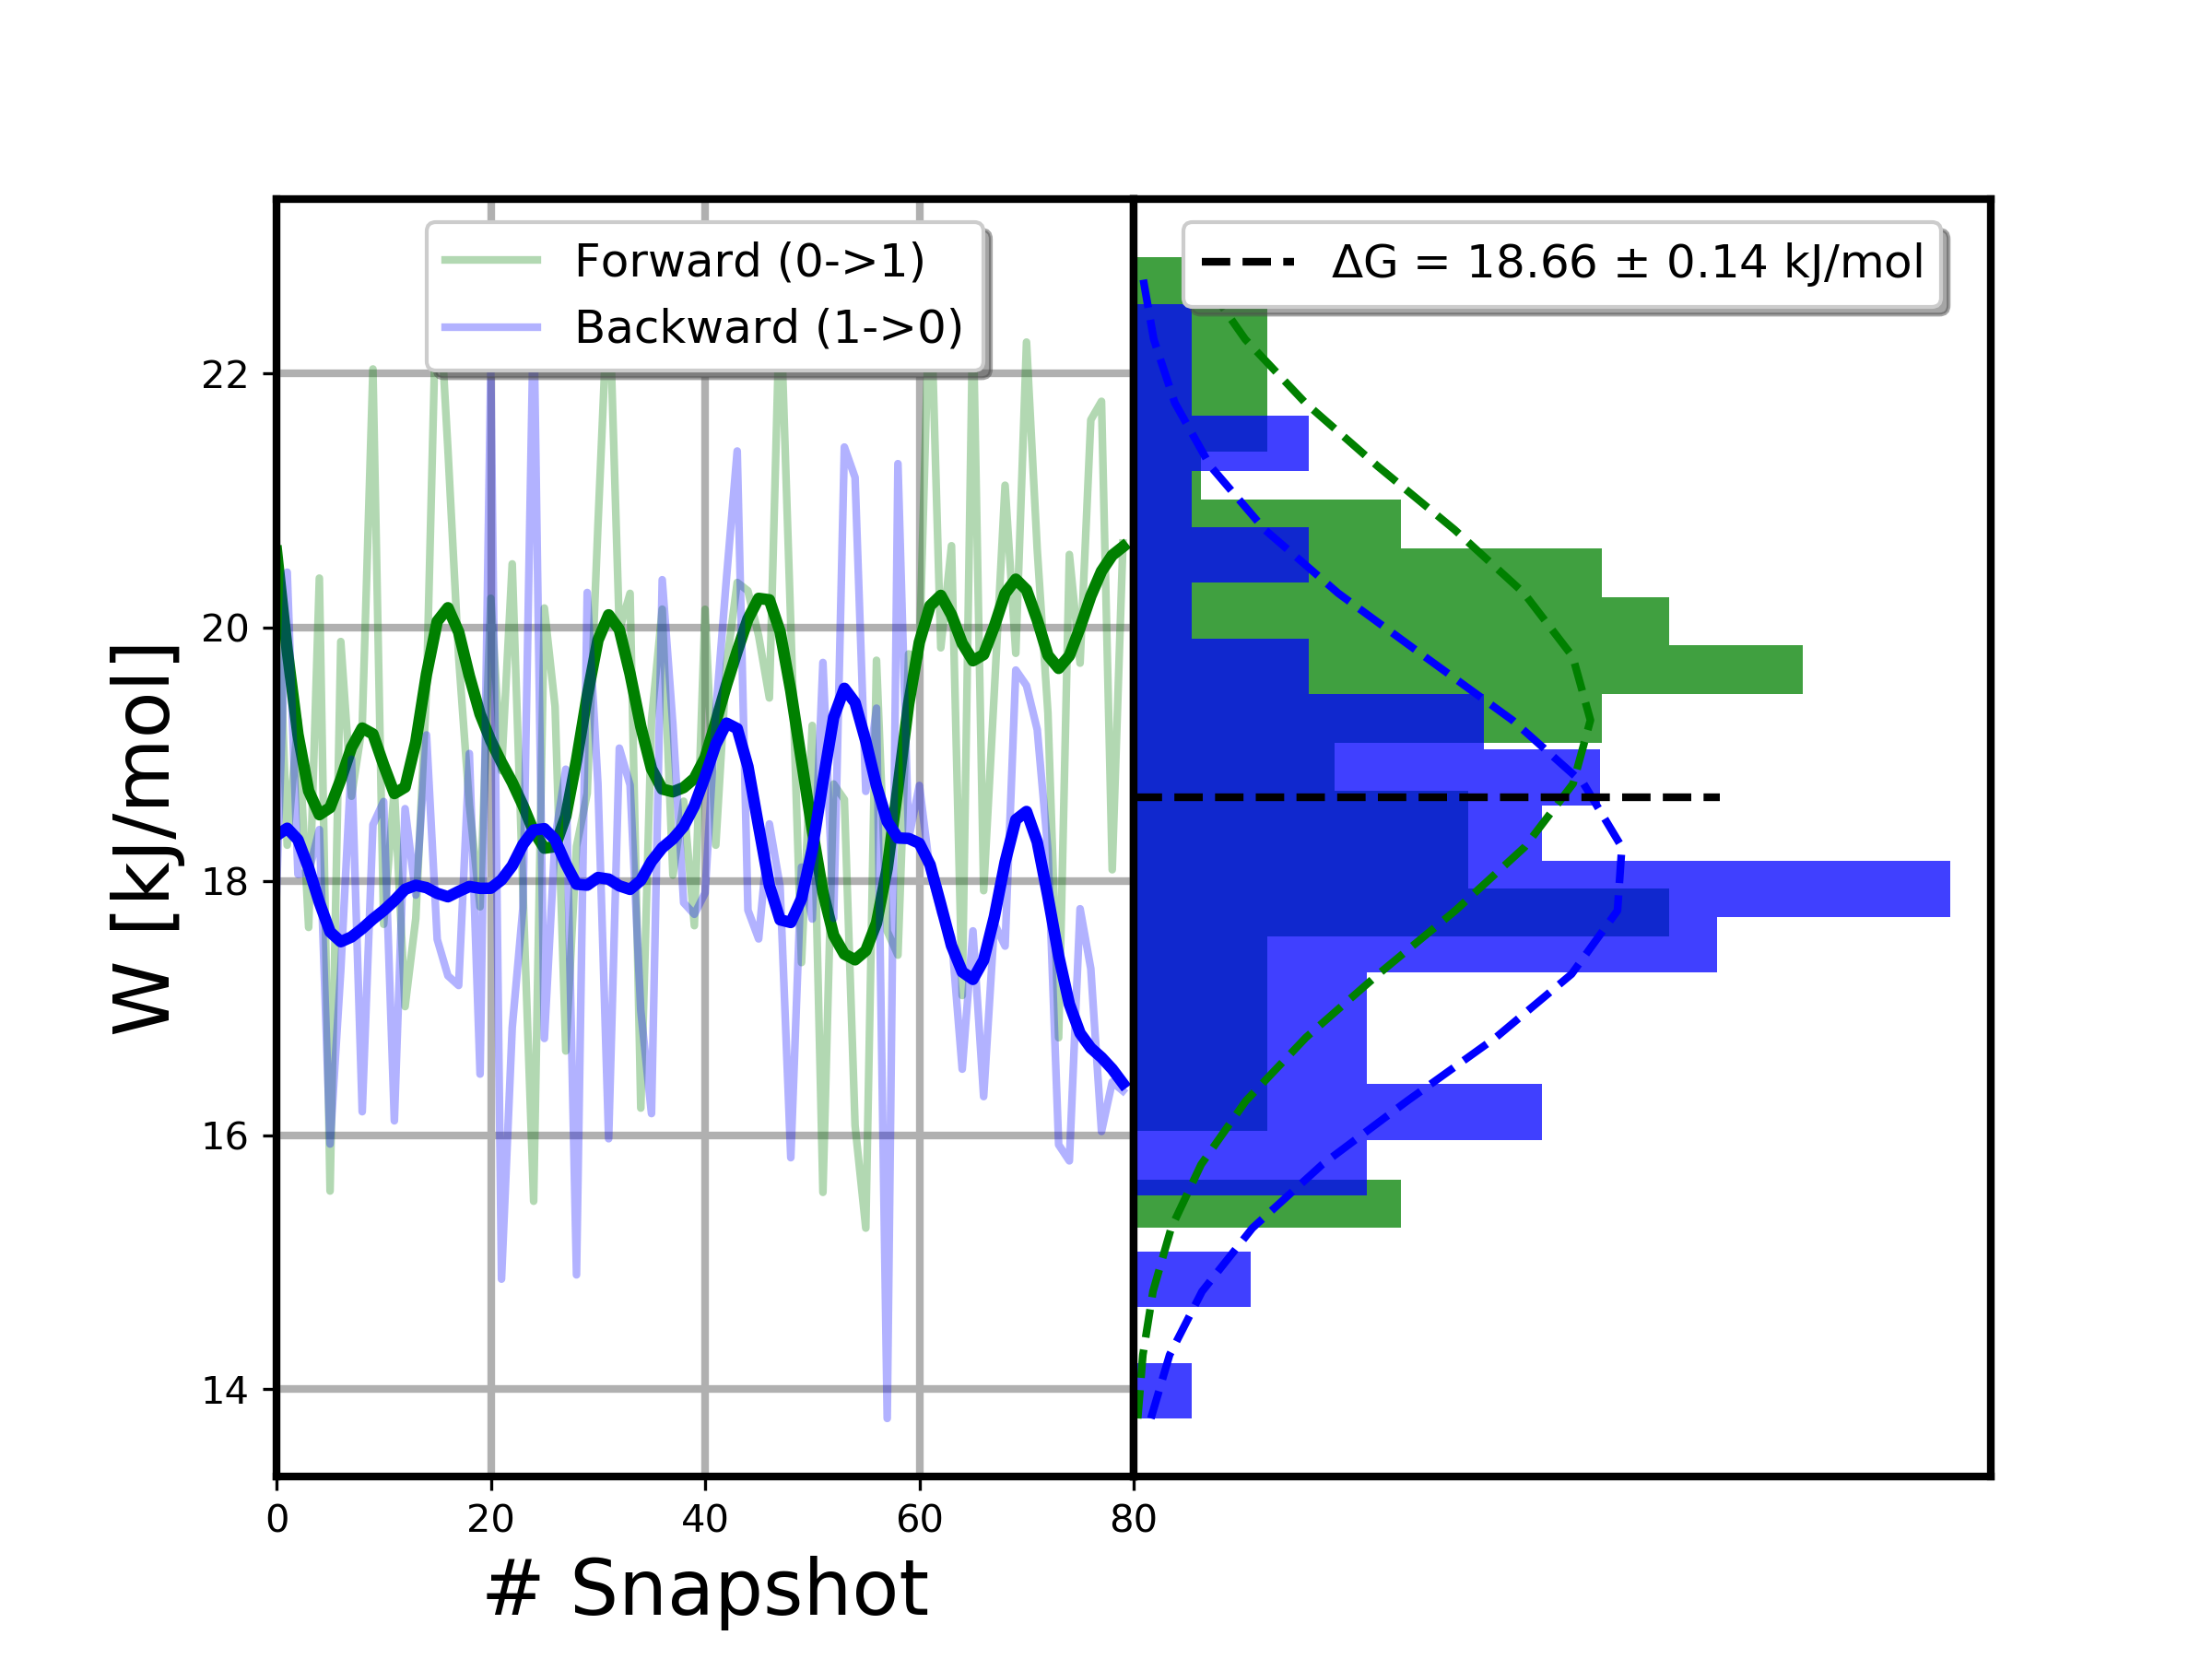 Forward (0->1)
Backward (1->0)
ΔG = 18.66 ± 0.14 kJ/mol
W [kJ/mol]
22
20
18
16
14
0 20 40 60 80
# Snapshot